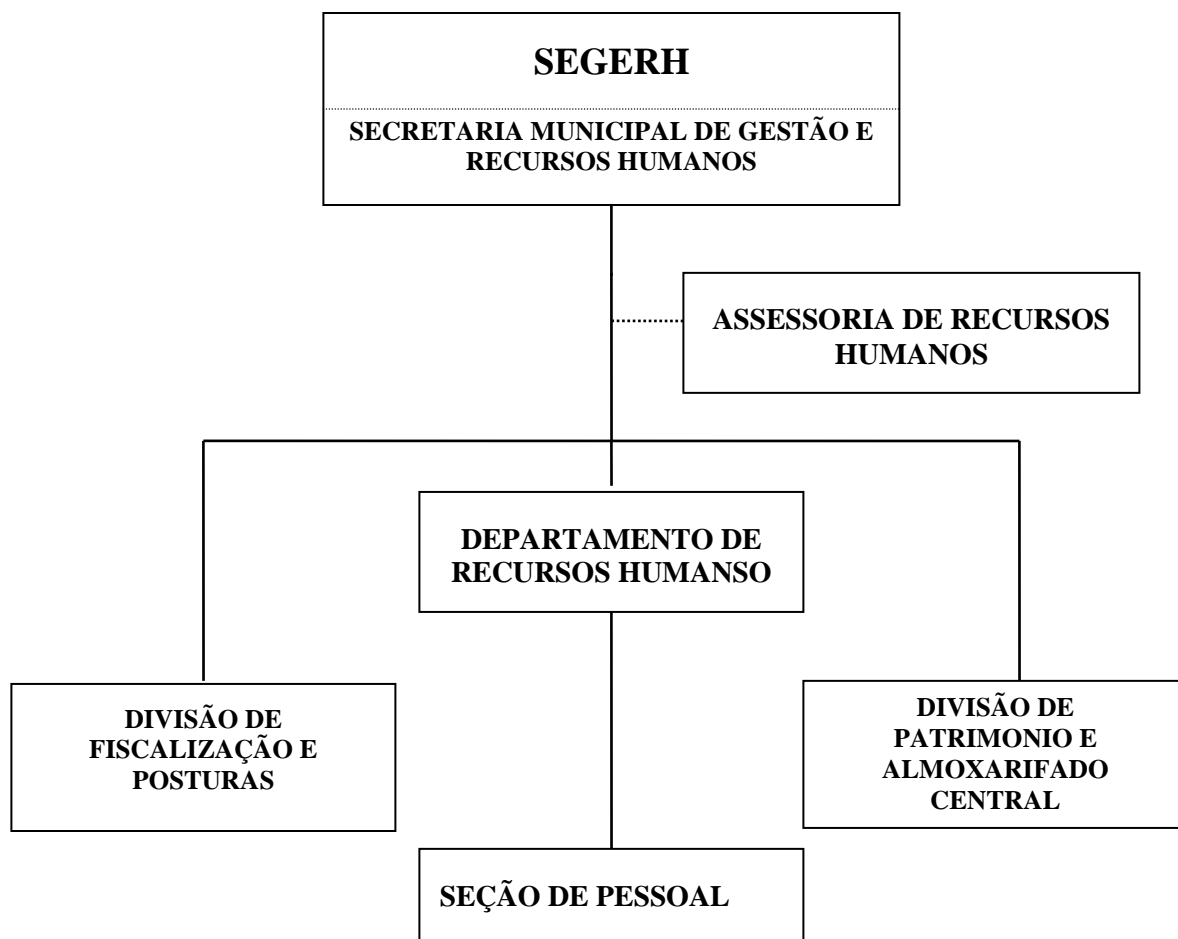 SEGERH
SECRETARIA MUNICIPAL DE GESTÃO E
RECURSOS HUMANOS
ASSESSORIA DE RECURSOS
HUMANOS
DEPARTAMENTO DE
RECURSOS HUMANSO
DIVISÃO DE
FISCALIZAÇÃO E
POSTURAS
DIVISÃO DE
PATRIMONIO E
ALMOXARIFADO
CENTRAL
SEÇÃO DE PESSOAL